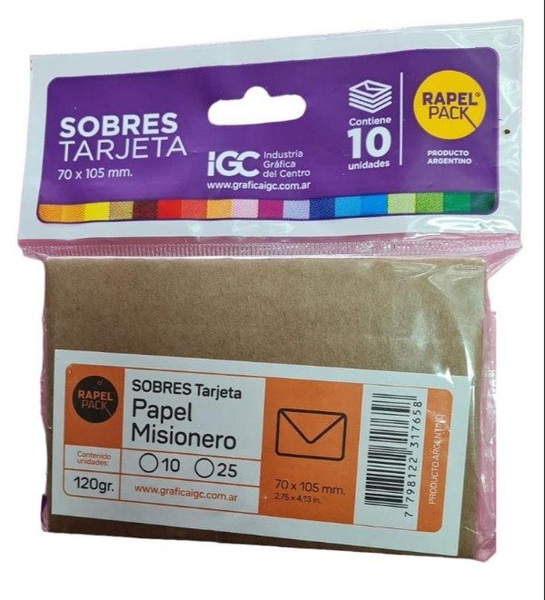 SOBRES
TARJETA
70 x 105 mm.
IGC
Industria
Gráfica
del Centro
www.graficaigc.com.ar
Contiene
10
unidades
RAPEL®
PACK
PRODUCTO
ARGENTINO
RAPEL
PACK
SOBRES Tarjeta
Papel
Misionero
Contenido
unidades:
10
25
120gr.
www.graficaigc.com.ar
70 x 105 mm.
2.75 x 4.13 in.
7 798122 317658
PRODUCTO ARGENTINO